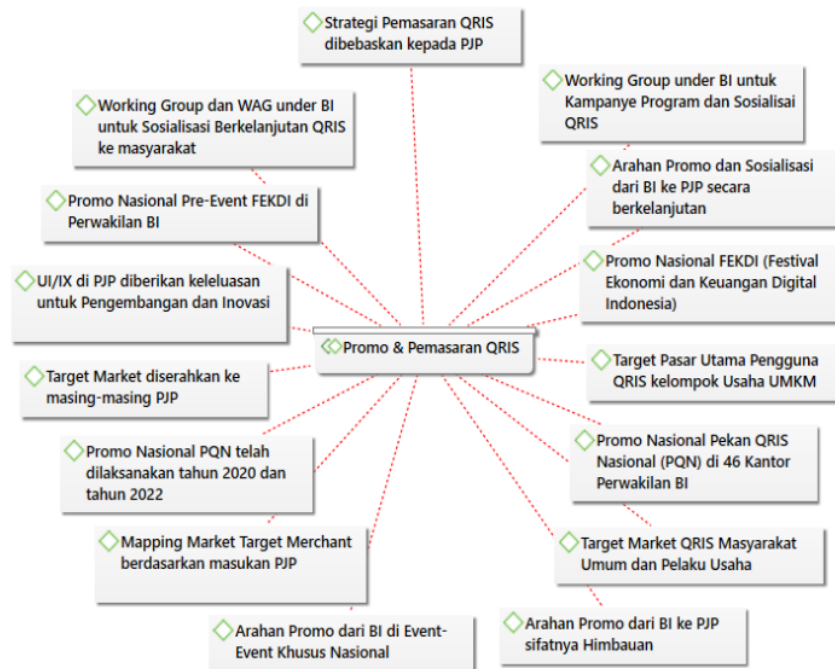 Strategi Pemasaran QRIS
dibebaskan kepada PJP
Working Group under BI untuk
Kampanye Program dan Sosialisai
QRIS
Working Group dan WAG under BI
untuk Sosialisasi Berkelanjutan QRIS
ke masyarakat
Arahan Promo dan Sosialisasi
dari BI ke PJP secara
berkelanjutan
Promo Nasional Pre-Event FEKDI di
Perwakilan BI
Promo Nasional FEKDI (Festival
Ekonomi dan Keuangan Digital
Indonesia)
UI/IX di PJP diberikan keleluasan
untuk Pengembangan dan Inovasi
Promo & Pemasaran QRIS
Target Pasar Utama Pengguna
QRIS kelompok Usaha UMKM
Target Market diserahkan ke
masing-masing PJP
Promo Nasional Pekan QRIS
Nasional (PQN) di 46 Kantor
Perwakilan BI
Promo Nasional PQN telah
dilaksanakan tahun 2020 dan
tahun 2022
Mapping Market Target Merchant
berdasarkan masukan PJP
Target Market QRIS Masyarakat
Umum dan Pelaku Usaha
Arahan Promo dari BI di Event-
Event Khusus Nasional
Arahan Promo dari BI ke PJP
sifatnya Himbauan